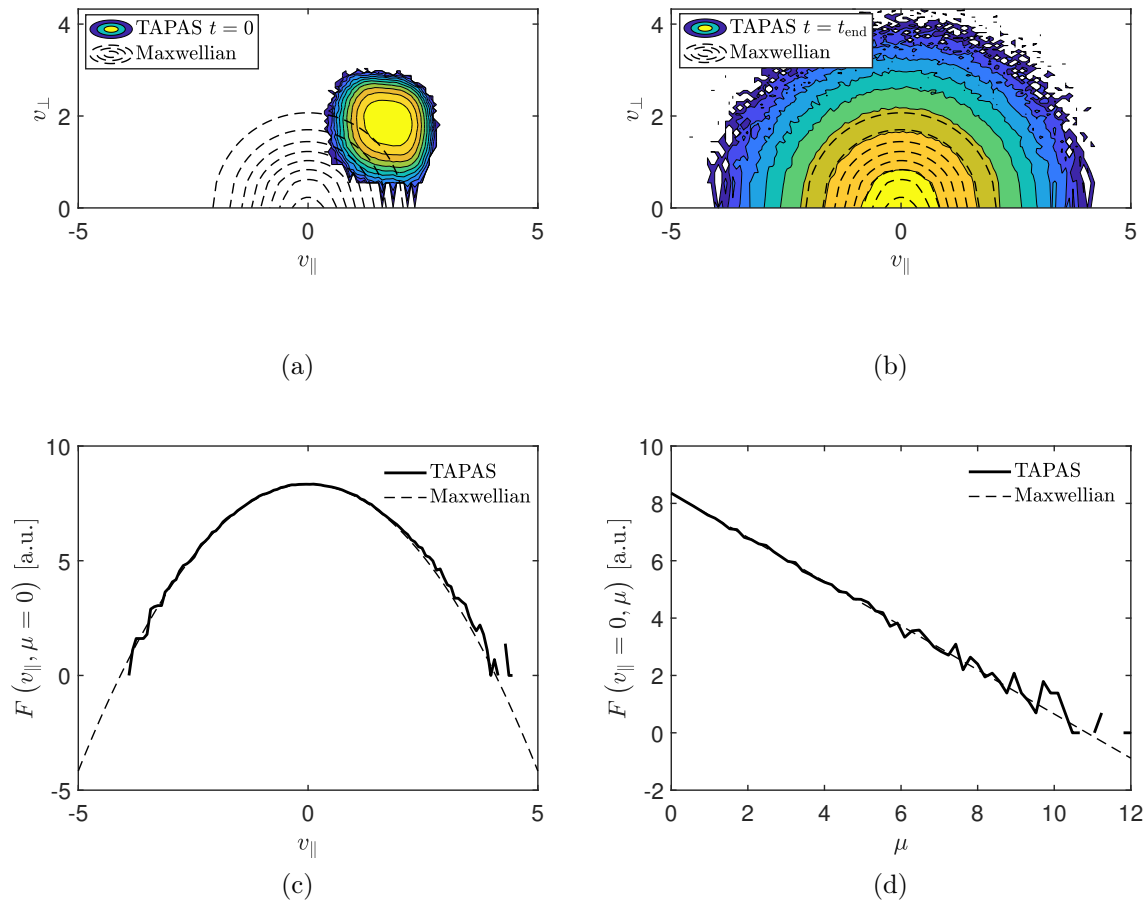 TAPAS t = 0
Maxwellian
4
2
0
v⊥
-5 0 5
v∥
(a)
TAPAS t = t_end
Maxwellian
4
2
0
v⊥
-5 0 5
v∥
(b)
10
5
0
-5
F (v∥, μ = 0) [a.u.]
TAPAS
Maxwellian
-5 0 5
v∥
(c)
10
8
6
4
2
0
-2
F (v∥ = 0, μ) [a.u.]
TAPAS
Maxwellian
0 2 4 6 8 10 12
μ
(d)